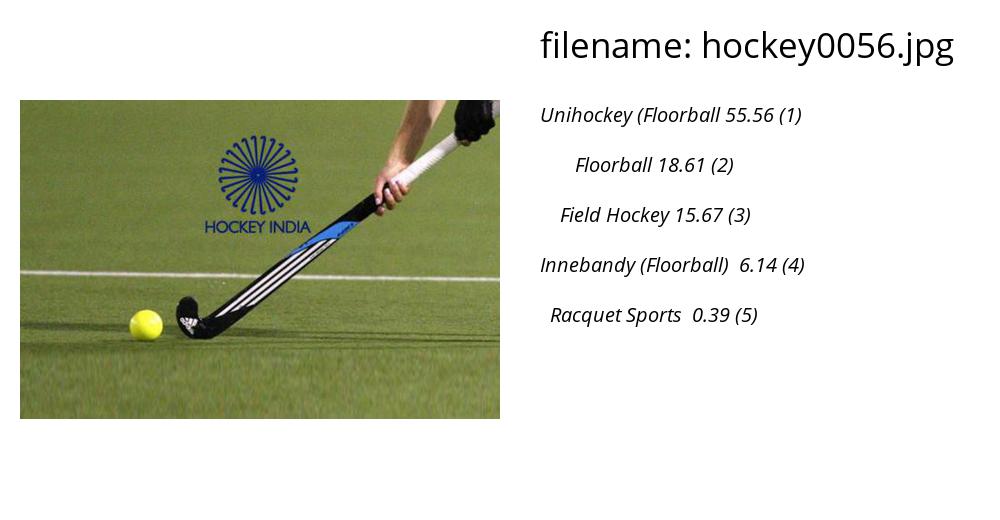 filename: hockey0056.jpg
Unihockey (Floorball 55.56 (1)
Floorball 18.61 (2)
Field Hockey 15.67 (3)
Innebandy (Floorball)  6.14 (4)
Racquet Sports  0.39 (5)
HOCKEY INDIA
adidas